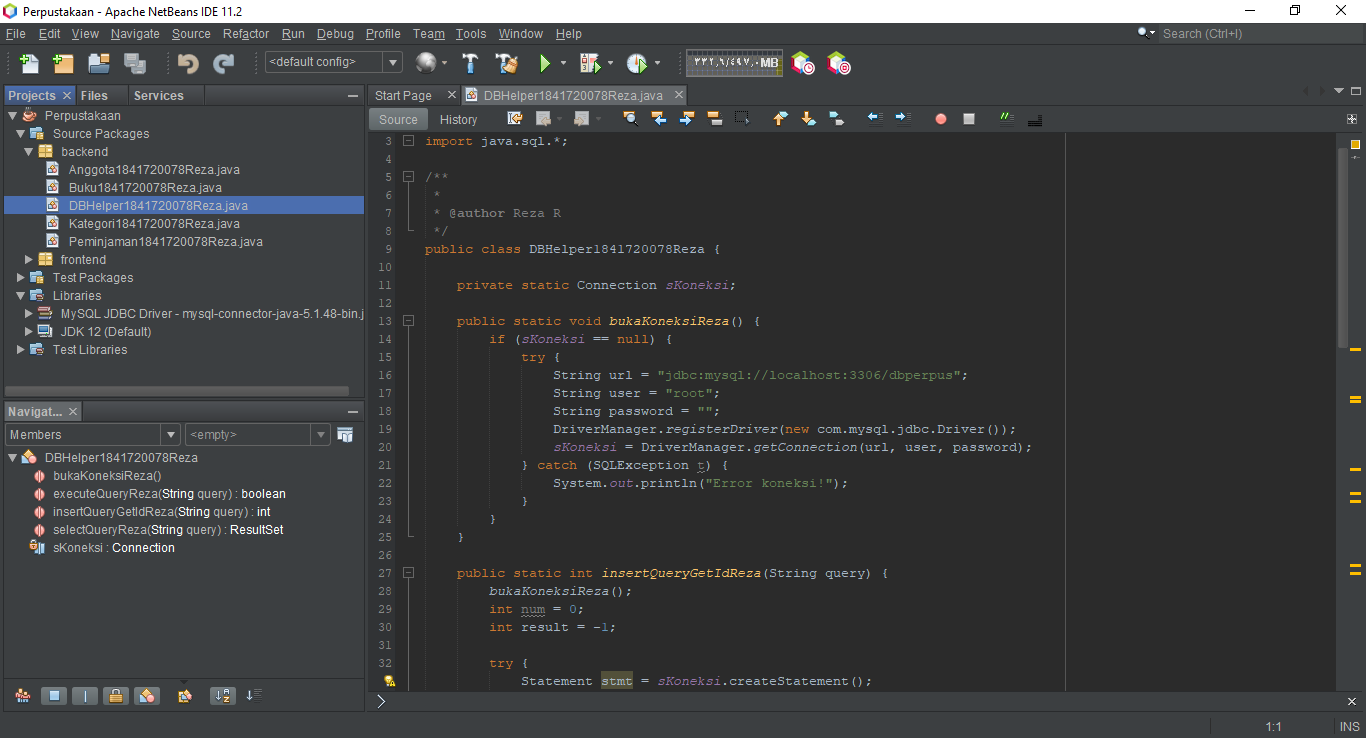 Perpustakaan - Apache NetBeans IDE 11.2
File Edit View Navigate Source Refactor Run Debug Profile Team Tools Window Help
Search (Ctrl+I)
<default config>
٣٣٢,٦/٤٩٧,٠MB
Projects Files Services
Start Page DBHelper1841720078Reza.java
Source History
Perpustakaan
Source Packages
backend
Anggota1841720078Reza.java
Buku1841720078Reza.java
DBHelper1841720078Reza.java
Kategori1841720078Reza.java
Peminjaman1841720078Reza.java
frontend
Test Packages
Libraries
MySQL JDBC Driver - mysql-connector-java-5.1.48-bin.j
JDK 12 (Default)
Test Libraries
Navigat...
Members <empty>
DBHelper1841720078Reza
bukaKoneksiReza()
executeQueryReza(String query) : boolean
insertQueryGetIdReza(String query) : int
selectQueryReza(String query) : ResultSet
sKoneksi : Connection
3 import java.sql.*;
4
5 /**
6 *
7 * @author Reza R
8 */
9 public class DBHelper1841720078Reza {
10
11 private static Connection sKoneksi;
12
13 public static void bukaKoneksiReza() {
14 if (sKoneksi == null) {
15 try {
16 String url = "jdbc:mysql://localhost:3306/dbperpus";
17 String user = "root";
18 String password = "";
19 DriverManager.registerDriver(new com.mysql.jdbc.Driver());
20 sKoneksi = DriverManager.getConnection(url, user, password);
21 } catch (SQLException t) {
22 System.out.println("Error koneksi!");
23 }
24 }
25 }
26
27 public static int insertQueryGetIdReza(String query) {
28 bukaKoneksiReza();
29 int num = 0;
30 int result = -1;
31
32 try {
Statement stmt = sKoneksi.createStatement();
1:1 INS